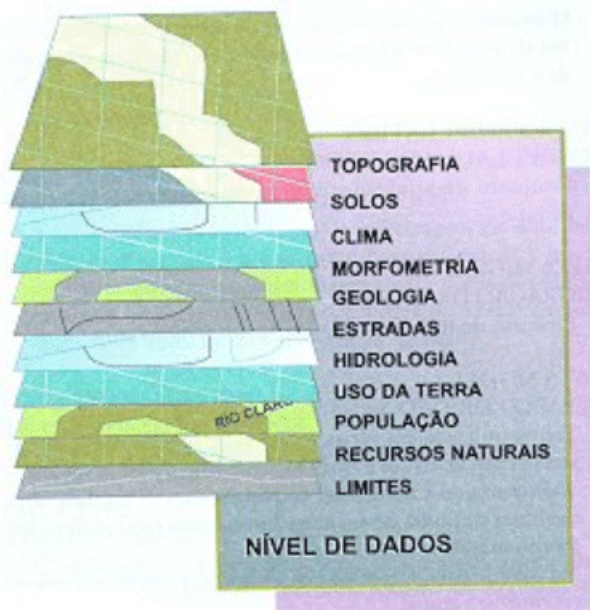 TOPOGRAFIA
SOLOS
CLIMA
MORFOMETRIA
GEOLOGIA
ESTRADAS
HIDROLOGIA
USO DA TERRA
RIO CLARO
POPULAÇÃO
RECURSOS NATURAIS
LIMITES
NÍVEL DE DADOS